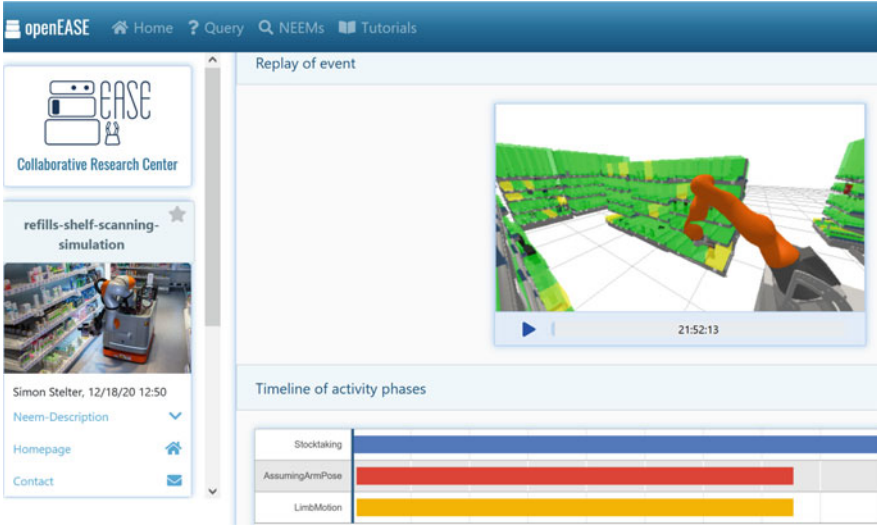 openEASE Home ? Query NEEMs Tutorials
EASE
Collaborative Research Center
refills-shelf-scanning-
simulation
Simon Stelter, 12/18/20 12:50
Neem-Description
Homepage
Contact
Replay of event
21:52:13
Timeline of activity phases
Stocktaking
AssumingArmPose
LimbMotion